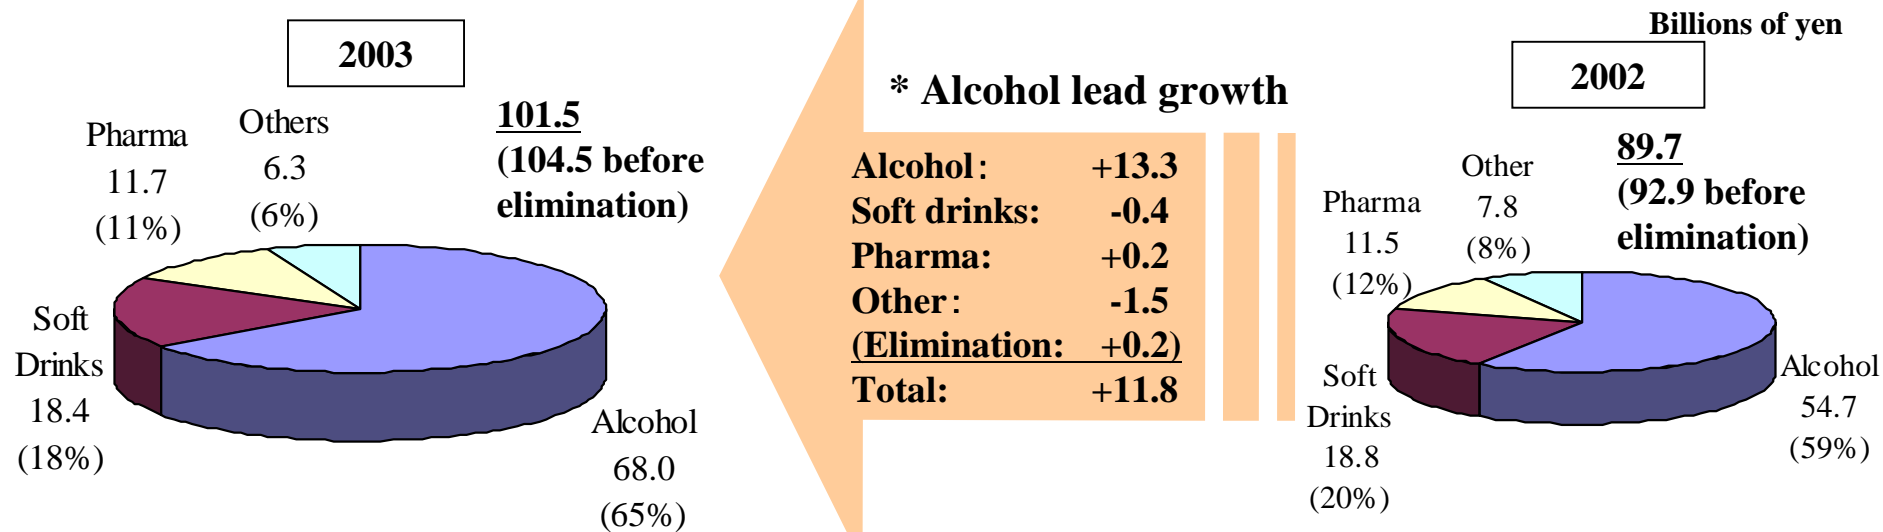 Billions of yen
2003
Pharma
11.7
(11%)
Others
6.3
(6%)
101.5
(104.5 before
elimination)
Soft
Drinks
18.4
(18%)
Alcohol
68.0
(65%)
* Alcohol lead growth
Alcohol: +13.3
Soft drinks: -0.4
Pharma: +0.2
Other: -1.5
(Elimination: +0.2)
Total: +11.8
2002
89.7
(92.9 before
elimination)
Pharma
11.5
(12%)
Other
7.8
(8%)
Soft
Drinks
18.8
(20%)
Alcohol
54.7
(59%)